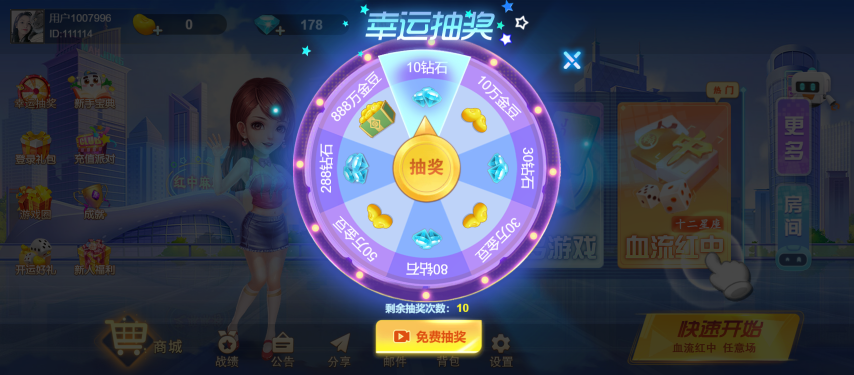 用户1007996
ID:111114
0
178
幸运抽奖
10钻石
10万金豆
30钻石
30万金豆
80钻石
50万金豆
288钻石
888万金豆
抽奖
幸运抽奖
新手宝典
登录礼包
充值派对
游戏圈
成就
开运好礼
新人福利
红中麻
游戏
热门
十二星座
血流红中
更多
房间
剩余抽奖次数：10
免费抽奖
商城
战绩
公告
分享
邮件
背包
设置
快速开始
血流红中 任意场